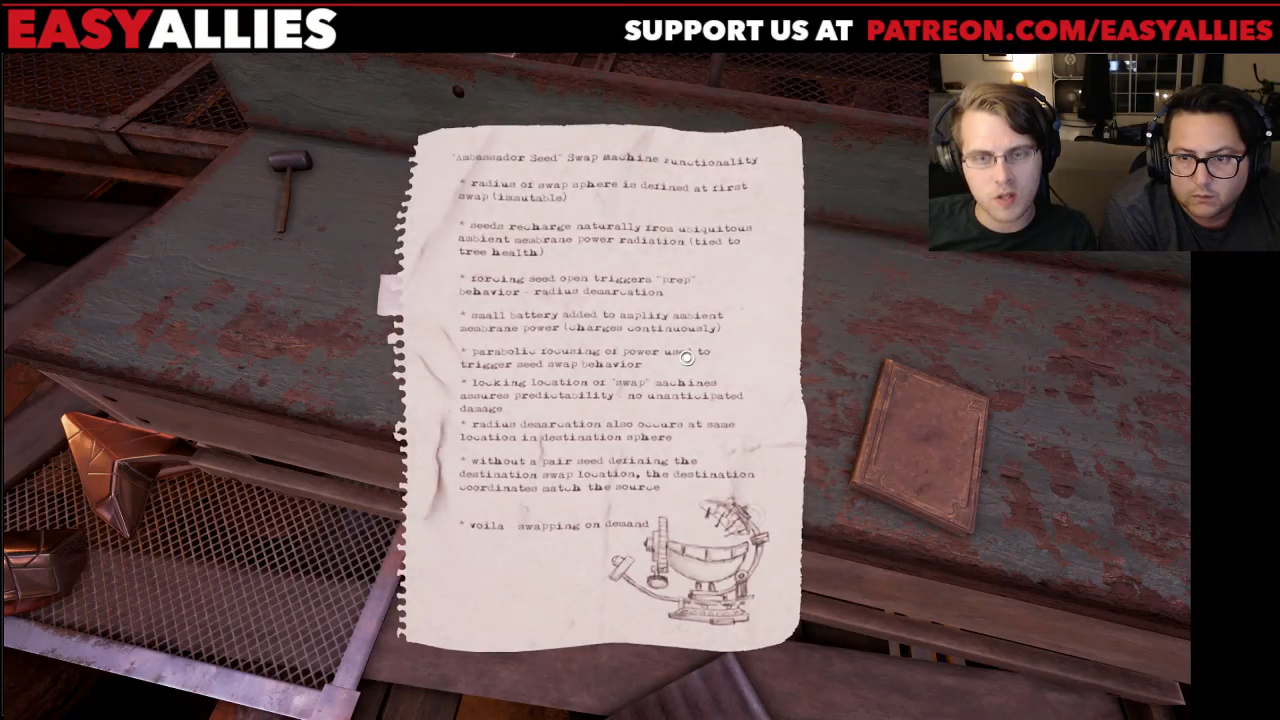 EASYALLIES
SUPPORT US AT PATREON.COM/EASYALLIES
"Ambassador Seed" Swap Machine Functionality
* radius of swap sphere is defined at first
swap (immutable)
* seeds recharge naturally from ubiquitous
ambient membrane power radiation (tied to
tree health)
* forcing seed open triggers "prep"
behavior - radius demarcation
* small battery added to amplify ambient
membrane power (charges continuously)
* parabolic focusing of power used to
trigger seed swap behavior
* locking location of "swap" machines
assures predictability - no unanticipated
damage
* radius demarcation also occurs at same
location in destination sphere
* without a pair seed defining the
destination swap location, the destination
coordinates match the source
* voila swapping on demand